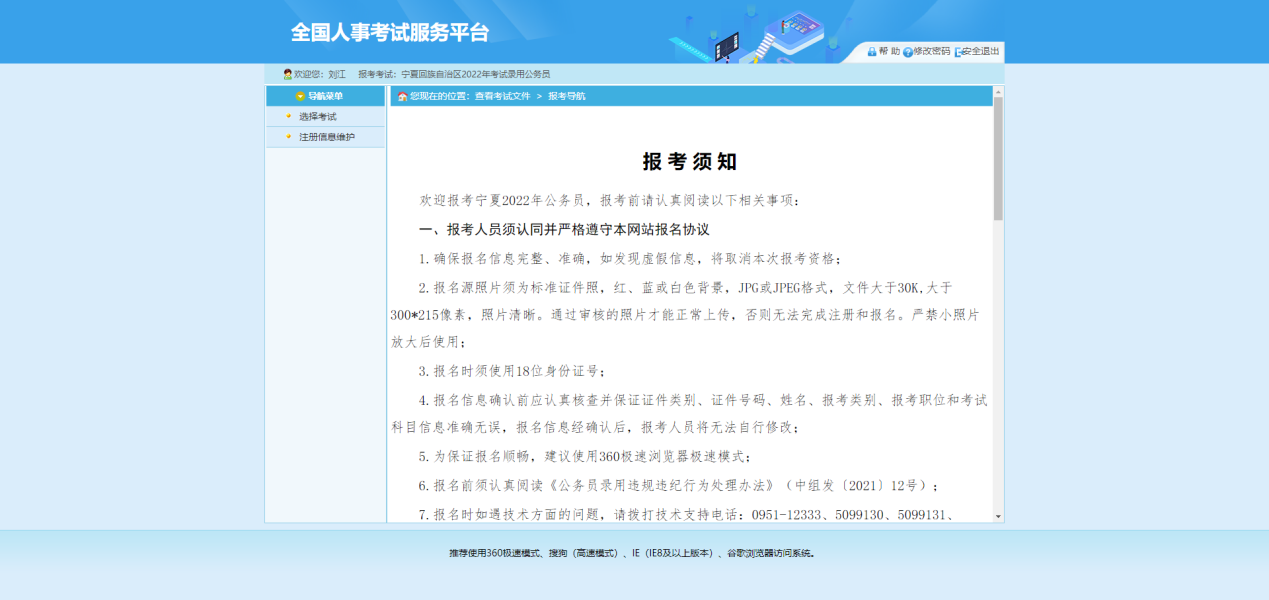 全国人事考试服务平台
帮 助 修改密码 安全退出
欢迎您: 刘江 报考考试: 宁夏回族自治区2022年考试录用公务员
导航菜单
选择考试
注册信息维护
您现在的位置: 查看考试文件 > 报考导航
报 考 须 知
欢迎报考宁夏2022年公务员, 报考前请认真阅读以下相关事项:
一、报考人员须认同并严格遵守本网站报名协议
1. 确保报名信息完整、准确, 如发现虚假信息, 将取消本次报考资格;
2. 报名源照片须为标准证件照, 红、蓝或白色背景, JPG或JPEG格式, 文件大于30K,大于
300*215像素, 照片清晰。通过审核的照片才能正常上传, 否则无法完成注册和报名。严禁小照片
放大后使用;
3. 报名时须使用18位身份证号;
4. 报名信息确认前应认真核查并保证证件类别、证件号码、姓名、报考类别、报考职位和考试
科目信息准确无误, 报名信息经确认后, 报考人员将无法自行修改;
5. 为保证报名顺畅, 建议使用360极速浏览器极速模式;
6. 报名前须认真阅读《公务员录用违规违纪行为处理办法》(中组发〔2021〕12号);
7. 报名时如遇技术方面的问题, 请拨打技术支持电话: 0951-12333、5099130、5099131、
推荐使用360极速模式、搜狗（高速模式）、IE（IE8及以上版本）、谷歌浏览器访问系统。